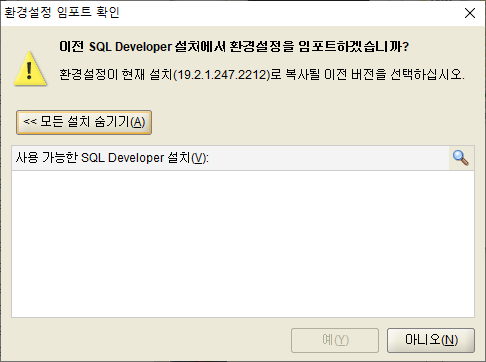 환경설정 임포트 확인
이전 SQL Developer 설치에서 환경설정을 임포트하겠습니까?
환경설정이 현재 설치(19.2.1.247.2212)로 복사될 이전 버전을 선택하십시오.
<< 모든 설치 숨기기(A)
사용 가능한 SQL Developer 설치(V):
예(Y)
아니오(N)